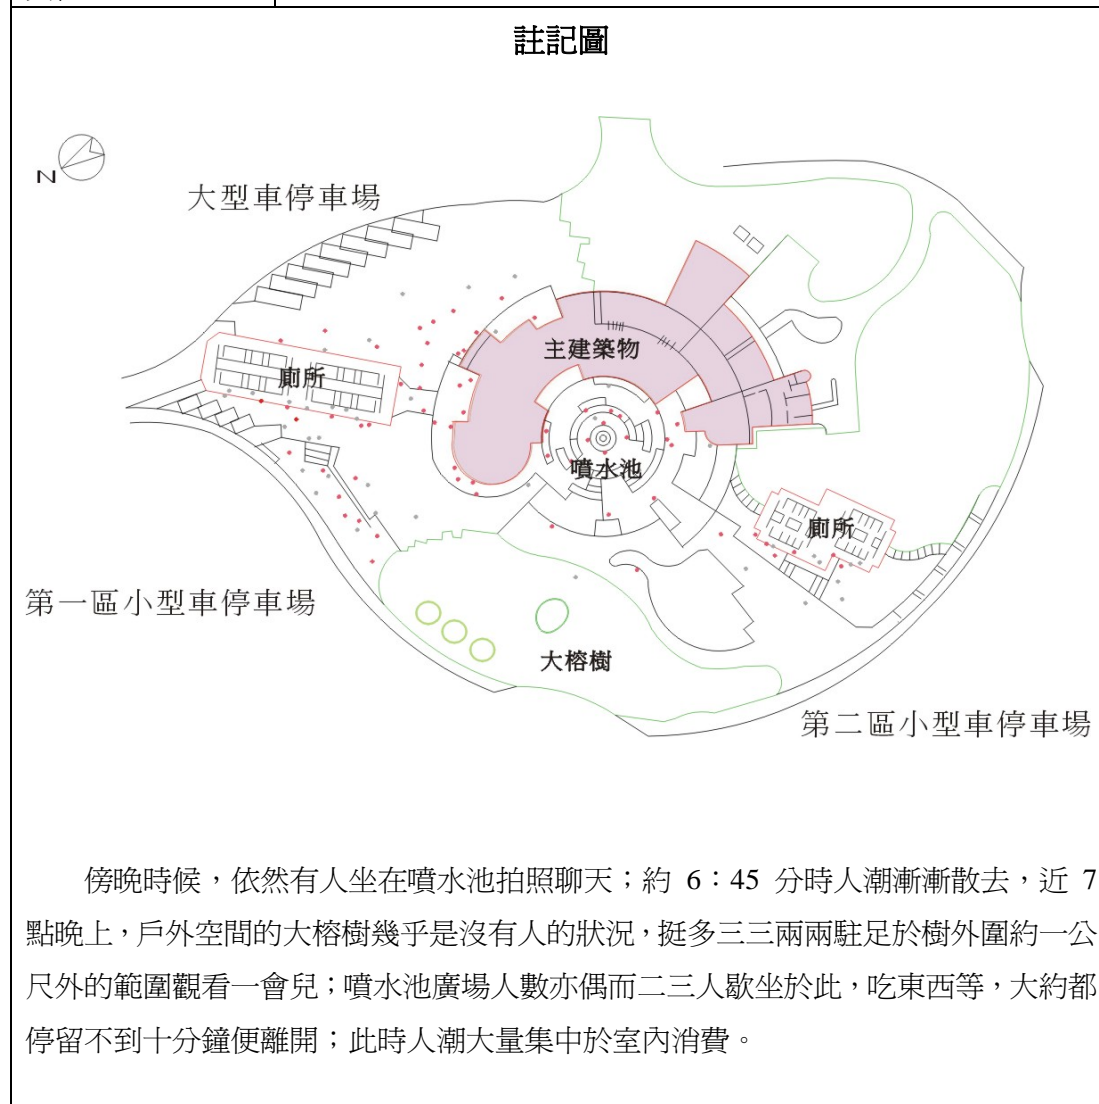 註記圖
N
大型車停車場
主建築物
廁所
噴水池
廁所
第一區小型車停車場
大榕樹
第二區小型車停車場
傍晚時候，依然有人坐在噴水池拍照聊天；約 6：45 分時人潮漸漸散去，近 7
點晚上，戶外空間的大榕樹幾乎是沒有人的狀況，挺多三三兩兩駐足於樹外圍約一公
尺外的範圍觀看一會兒；噴水池廣場人數亦偶而二三人歇坐於此，吃東西等，大約都
停留不到十分鐘便離開；此時人潮大量集中於室內消費。